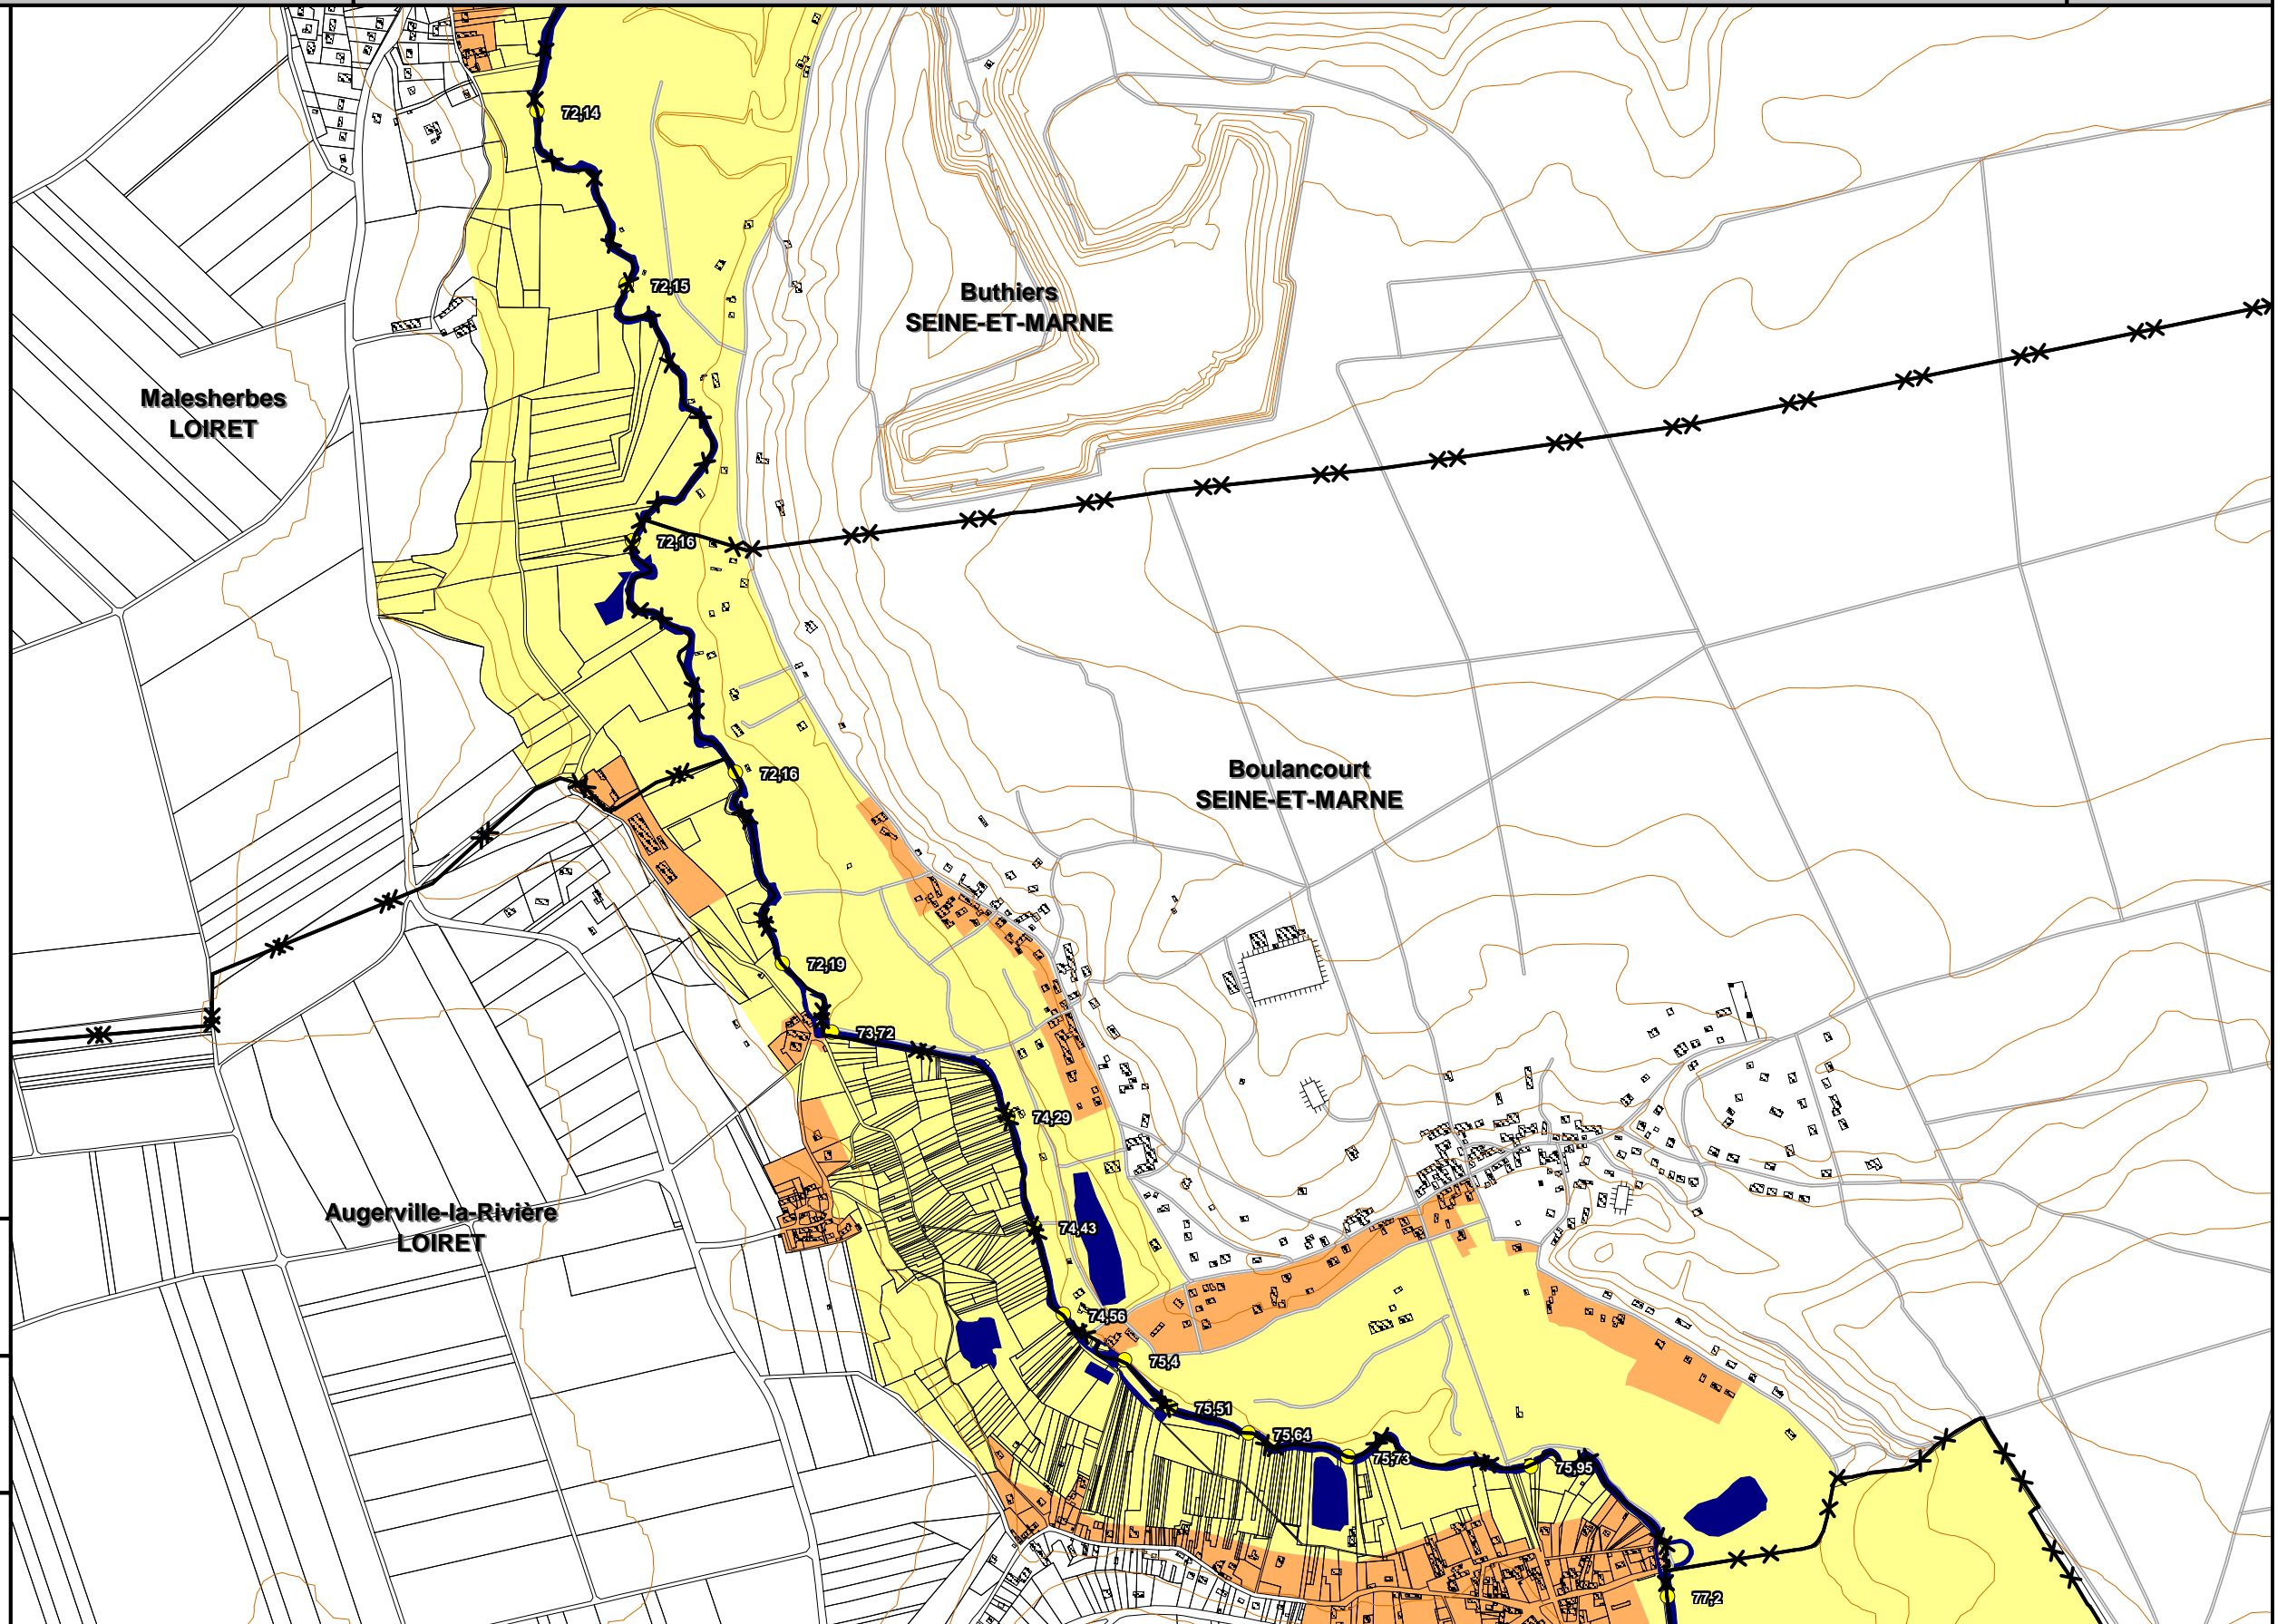 72,14
72,15
Buthiers
SEINE-ET-MARNE
Malesherbes
LOIRET
72,16
72,16
Boulancourt
SEINE-ET-MARNE
72,19
73,72
74,29
Augerville-la-Rivière
LOIRET
74,43
74,56
75,4
75,51
75,64
75,73
75,95
77,2